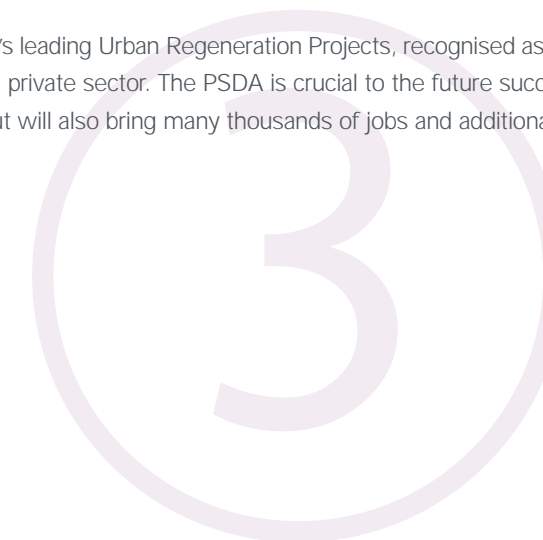 's leading Urban Regeneration Projects, recognised as
private sector. The PSDA is crucial to the future succ
ut will also bring many thousands of jobs and additiona
3